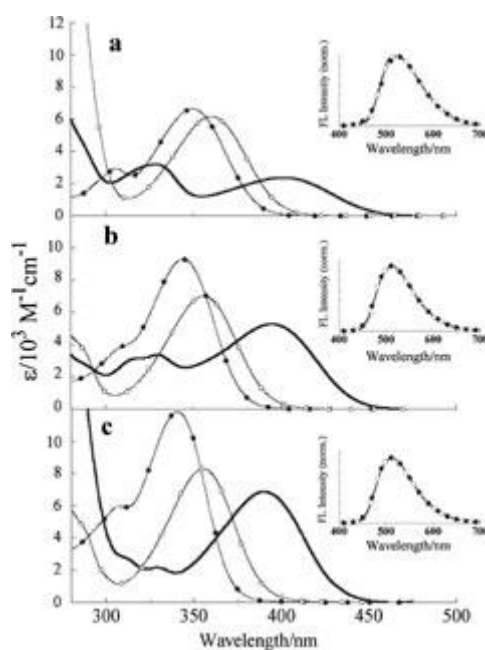 a
12
10
8
6
4
2
0
FL Intensity (norm.)
400 500 600 700
Wavelength/nm
b
10
8
6
4
2
0
FL Intensity (norm.)
400 500 600 700
Wavelength/nm
ε/10³ M⁻¹cm⁻¹
c
10
8
6
4
2
0
FL Intensity (norm.)
400 500 600 700
Wavelength/nm
300 350 400 450 500
Wavelength/nm